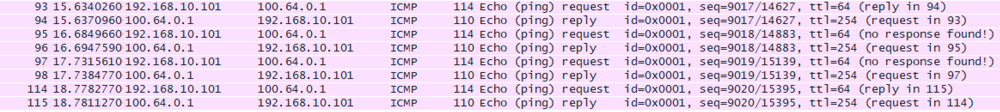 93 15.6340260 192.168.10.101 100.64.0.1 ICMP 114 Echo (ping) request id=0x0001, seq=9017/14627, ttl=64 (reply in 94)
94 15.6370960 100.64.0.1 192.168.10.101 ICMP 110 Echo (ping) reply id=0x0001, seq=9017/14627, ttl=254 (request in 93)
95 16.6849660 192.168.10.101 100.64.0.1 ICMP 114 Echo (ping) request id=0x0001, seq=9018/14883, ttl=64 (no response found!)
96 16.6947590 100.64.0.1 192.168.10.101 ICMP 110 Echo (ping) reply id=0x0001, seq=9018/14883, ttl=254 (request in 95)
97 17.7315610 192.168.10.101 100.64.0.1 ICMP 114 Echo (ping) request id=0x0001, seq=9019/15139, ttl=64 (no response found!)
98 17.7384770 100.64.0.1 192.168.10.101 ICMP 110 Echo (ping) reply id=0x0001, seq=9019/15139, ttl=254 (request in 97)
114 18.7782770 192.168.10.101 100.64.0.1 ICMP 114 Echo (ping) request id=0x0001, seq=9020/15395, ttl=64 (reply in 115)
115 18.7811270 100.64.0.1 192.168.10.101 ICMP 110 Echo (ping) reply id=0x0001, seq=9020/15395, ttl=254 (request in 114)